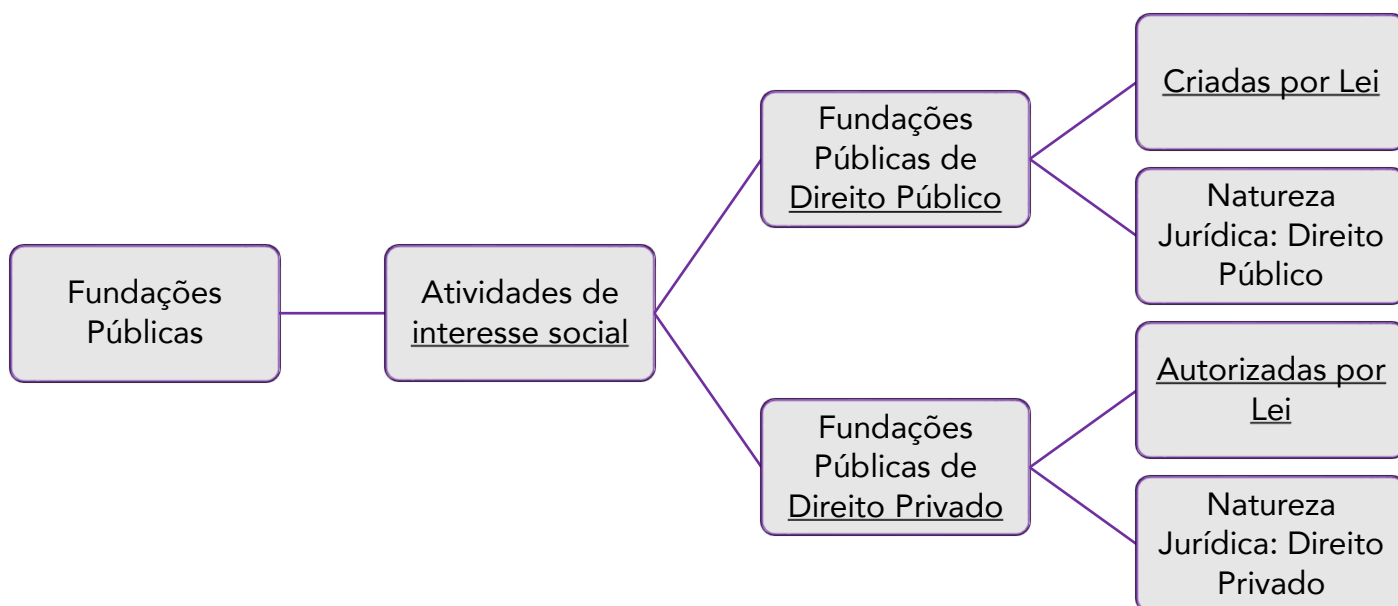 Fundações
Públicas
Atividades de
interesse social
Fundações
Públicas de
Direito Público
Criadas por Lei
Natureza
Jurídica: Direito
Público
Fundações
Públicas de
Direito Privado
Autorizadas por
Lei
Natureza
Jurídica: Direito
Privado